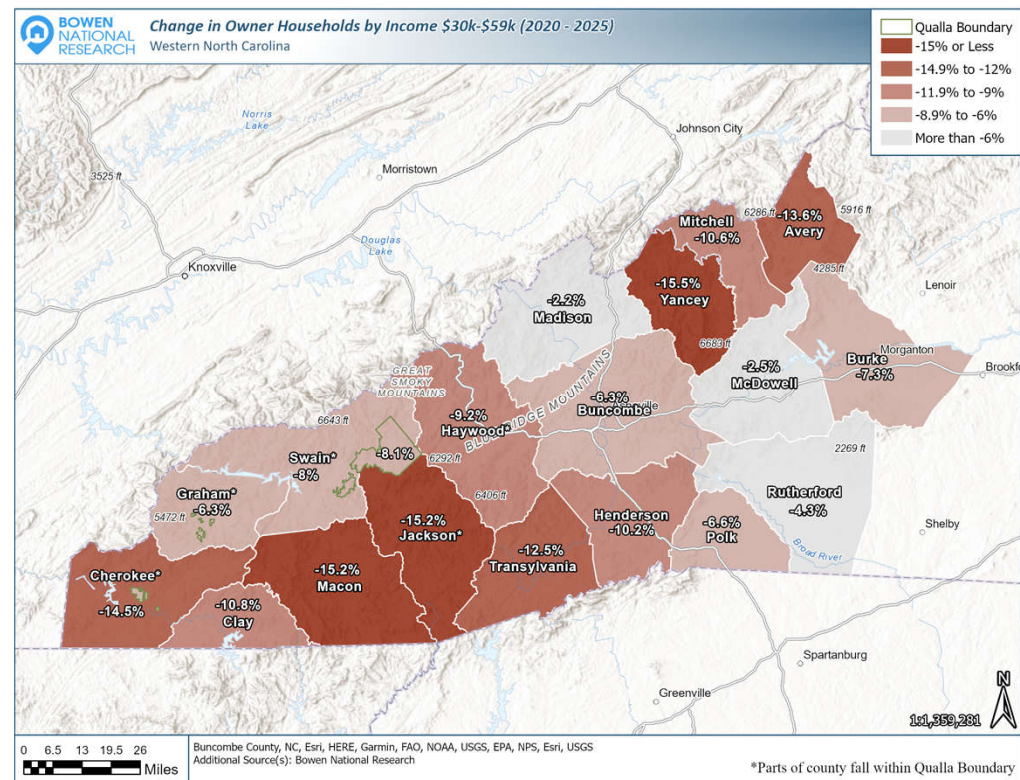 BOWEN
NATIONAL
RESEARCH
Change in Owner Households by Income $30k-$59k (2020 - 2025)
Western North Carolina
Qualla Boundary
-15% or Less
-14.9% to -12%
-11.9% to -9%
-8.9% to -6%
More than -6%
Norris
Lake
Johnson City
3525 ft
Morristown
Douglas
Lake
Knoxville
Mitchell
-10.6%
6286 ft
-13.6%
Avery
5916 ft
4285 ft
Lenoir
-15.5%
Yancey
-2.2%
Madison
6683 ft
-2.5%
McDowell
Morganton
Burke
-7.3%
Brookf
GREAT
SMOKY
MOUNTAINS
BLUE RIDGE MOUNTAINS
-6.3%
Buncombe
-9.2%
Haywood*
6643 ft
-8.1%
6292 ft
Swain*
-8%
2269 ft
Graham*
-6.3%
5472 ft
6406 ft
Rutherford
-4.3%
Henderson
-10.2%
-6.6%
Polk
Shelby
-15.2%
Jackson*
-12.5%
Transylvania
Broad River
-15.2%
Macon
Cherokee*
-14.5%
-10.8%
Clay
Spartanburg
Greenville
N
1:1,359,281
0 6.5 13 19.5 26
Miles
Buncombe County, NC, Esri, HERE, Garmin, FAO, NOAA, USGS, EPA, NPS, Esri, USGS
Additional Source(s): Bowen National Research
*Parts of county fall within Qualla Boundary